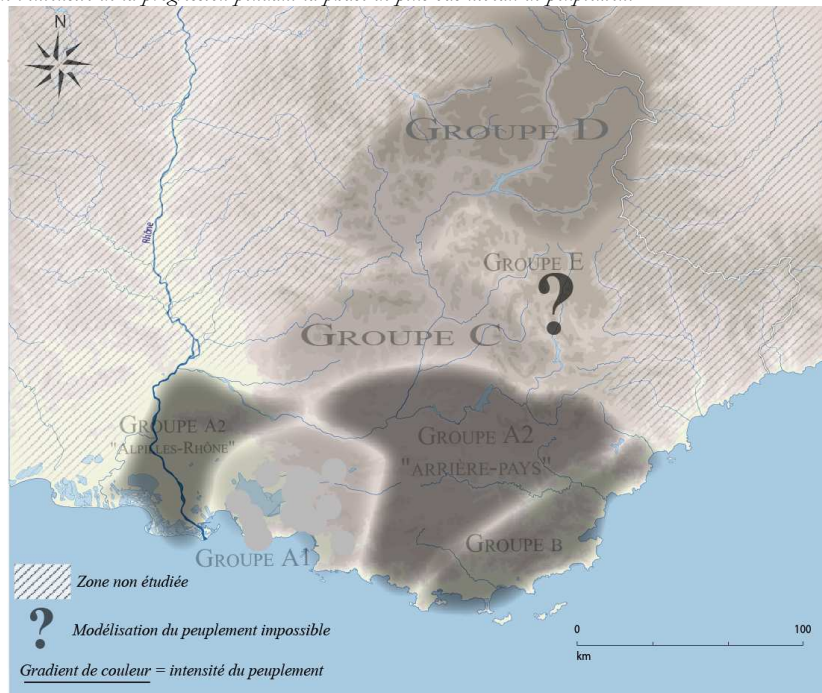 N
GROUPE D
Rhône
GROUPE E
?
GROUPE C
GROUPE A2
"ALPILLES-RHÔNE"
GROUPE A2
"ARRIÈRE-PAYS"
GROUPE B
GROUPE A1
Zone non étudiée
? Modélisation du peuplement impossible
Gradient de couleur = intensité du peuplement
0 100
km